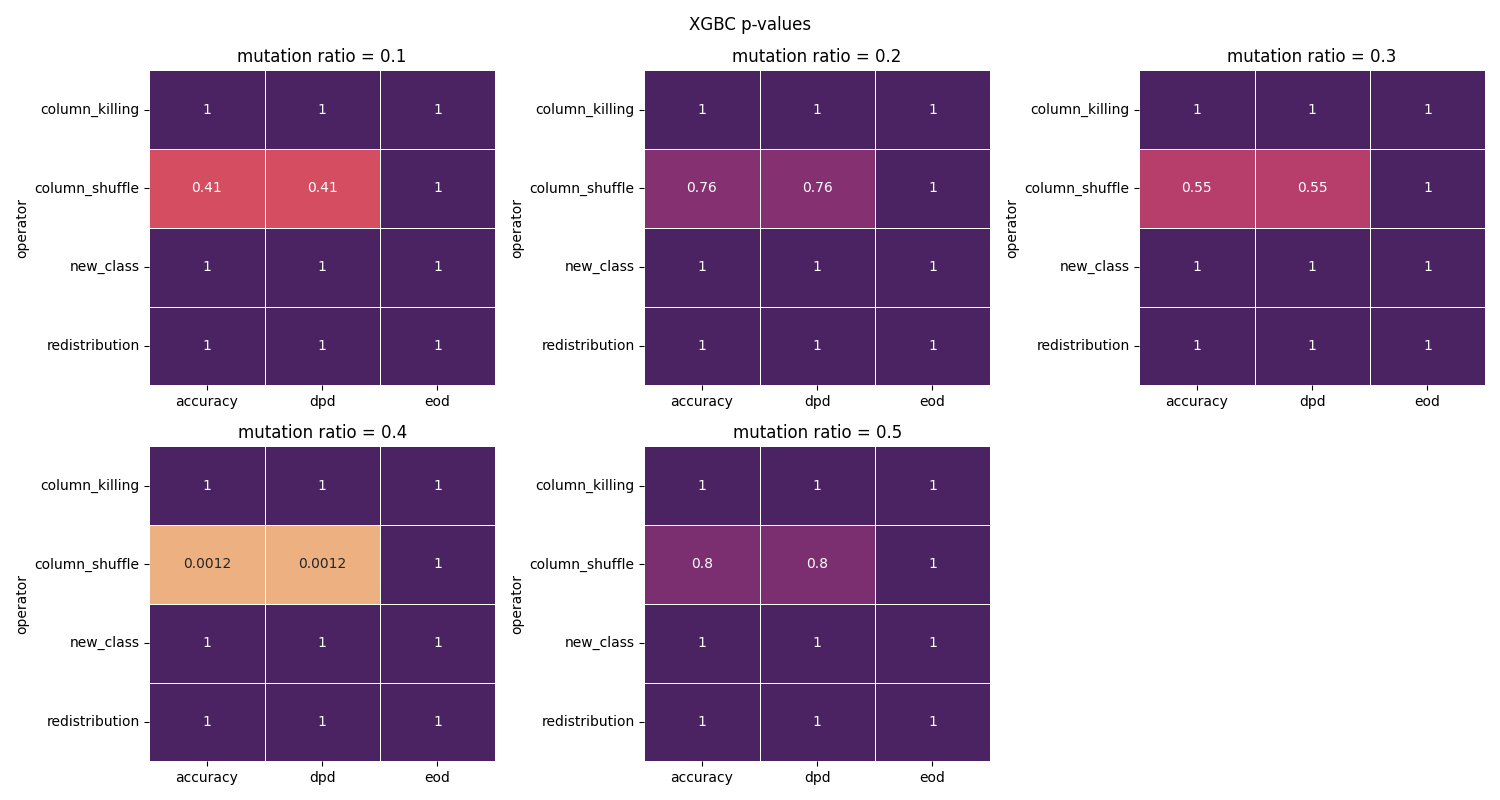 XGBC p-values
mutation ratio = 0.1
operator
column_killing 1 1 1
column_shuffle 0.41 0.41 1
new_class 1 1 1
redistribution 1 1 1
accuracy dpd eod
mutation ratio = 0.2
operator
column_killing 1 1 1
column_shuffle 0.76 0.76 1
new_class 1 1 1
redistribution 1 1 1
accuracy dpd eod
mutation ratio = 0.3
operator
column_killing 1 1 1
column_shuffle 0.55 0.55 1
new_class 1 1 1
redistribution 1 1 1
accuracy dpd eod
mutation ratio = 0.4
operator
column_killing 1 1 1
column_shuffle 0.0012 0.0012 1
new_class 1 1 1
redistribution 1 1 1
accuracy dpd eod
mutation ratio = 0.5
operator
column_killing 1 1 1
column_shuffle 0.8 0.8 1
new_class 1 1 1
redistribution 1 1 1
accuracy dpd eod